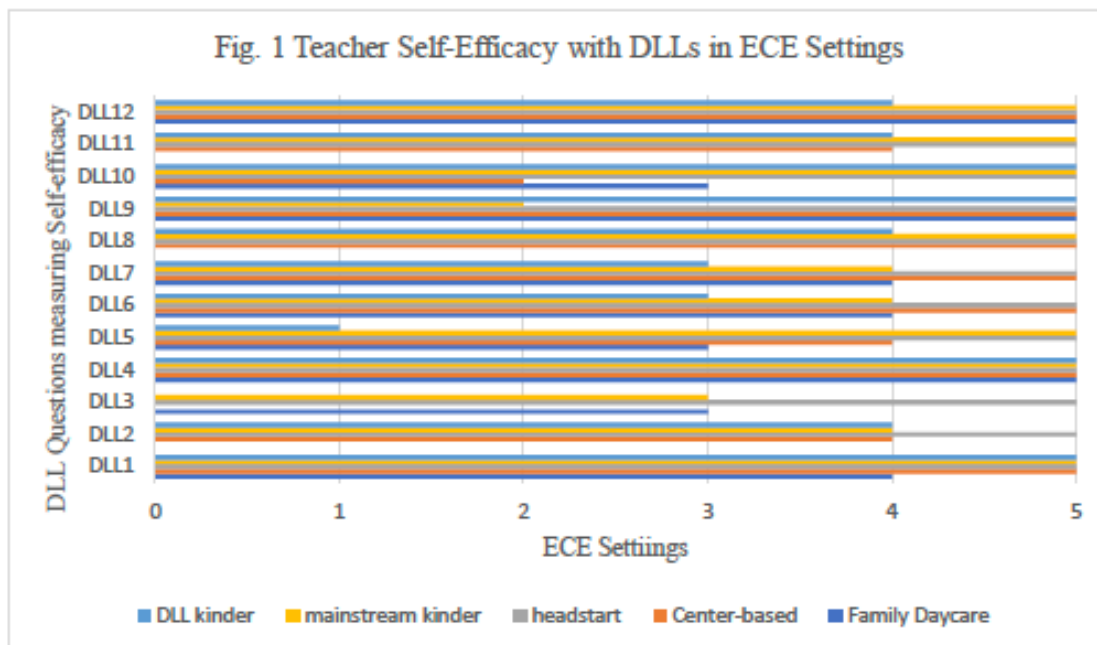 Fig. 1 Teacher Self-Efficacy with DLLs in ECE Settings
DLL Questions measuring Self-efficacy
DLL12
DLL11
DLL10
DLL9
DLL8
DLL7
DLL6
DLL5
DLL4
DLL3
DLL2
DLL1
0 1 2 3 4 5
ECE Settiings
DLL kinder mainstream kinder headstart Center-based Family Daycare